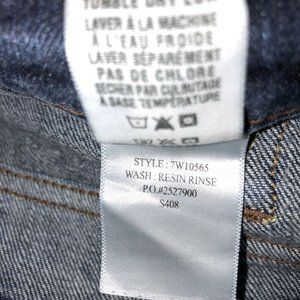 TUMBLE DRY LOW
LAVER À LA MACHINE
À L'EAU FROIDE
LAVER SÉPARÉMENT
PAS DE CHLORE
SÉCHER PAR CULBUTAGE
À BASSE TEMPÉRATURE
STYLE : 7W10565
WASH : RESIN RINSE
P.O.#2527900
S408